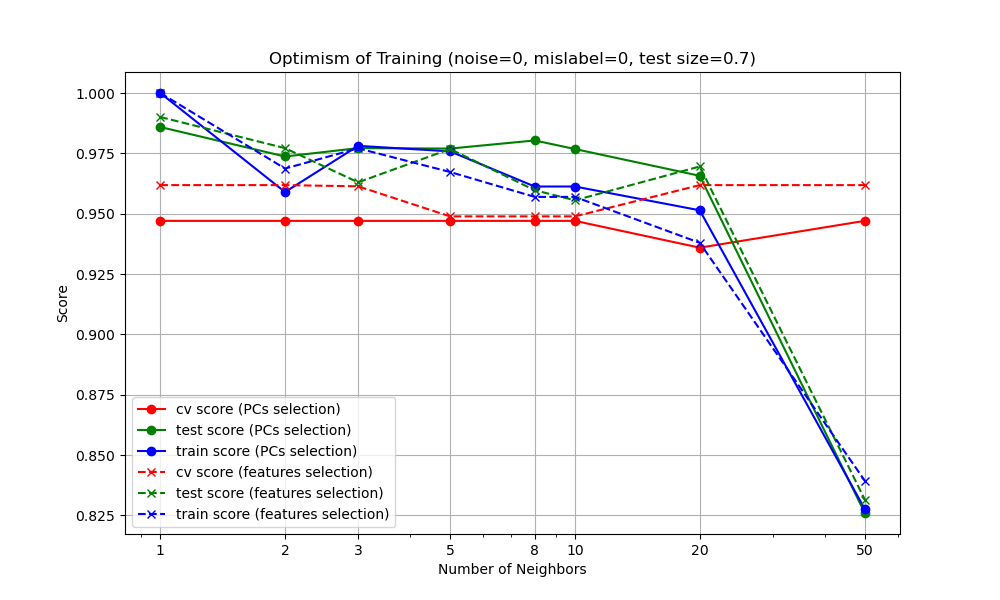 Optimism of Training (noise=0, mislabel=0, test size=0.7)
1.000
0.975
0.950
0.925
0.900
0.875
0.850
0.825
Score
cv score (PCs selection)
test score (PCs selection)
train score (PCs selection)
cv score (features selection)
test score (features selection)
train score (features selection)
1 2 3 5 8 10 20 50
Number of Neighbors